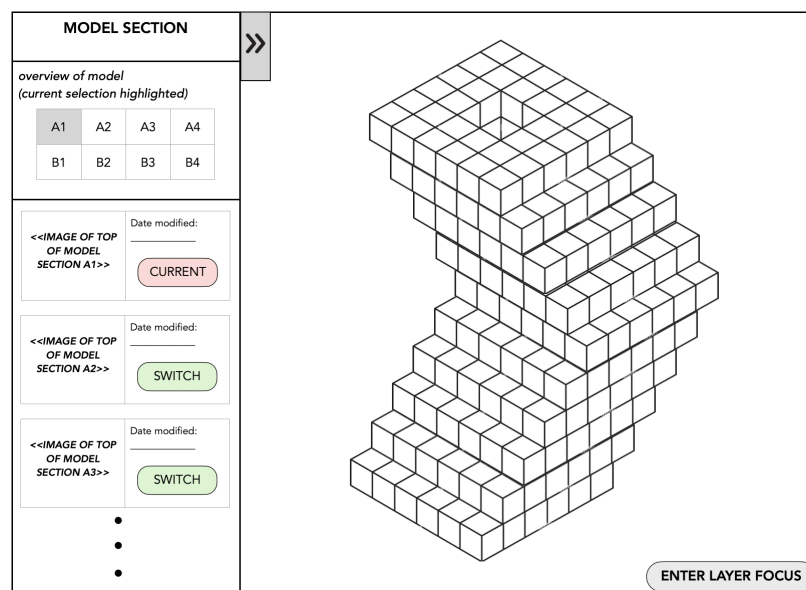 MODEL SECTION
overview of model
(current selection highlighted)
A1 A2 A3 A4
B1 B2 B3 B4
<<IMAGE OF TOP
OF MODEL
SECTION A1>>
Date modified:
CURRENT
<<IMAGE OF TOP
OF MODEL
SECTION A2>>
Date modified:
SWITCH
<<IMAGE OF TOP
OF MODEL
SECTION A3>>
Date modified:
SWITCH
ENTER LAYER FOCUS